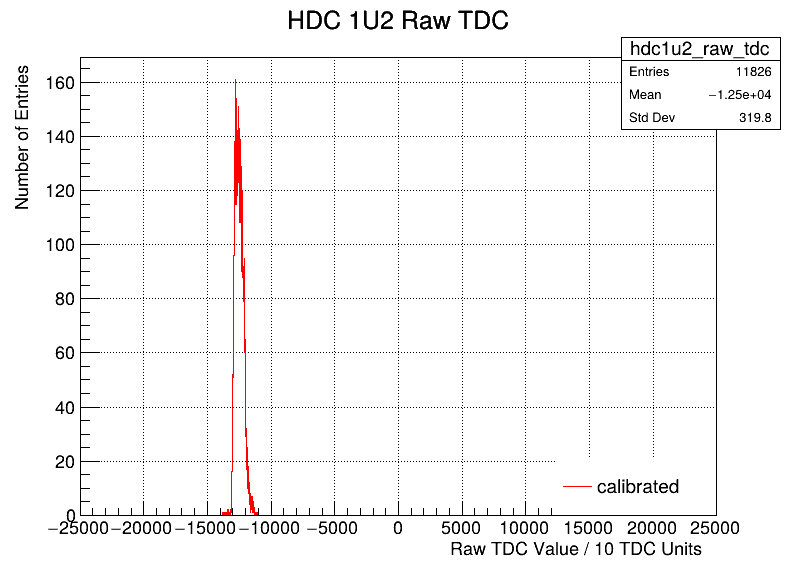 HDC 1U2 Raw TDC
hdc1u2_raw_tdc
Entries 11826
Mean −1.25e+04
Std Dev 319.8
Number of Entries
160
140
120
160
80
60
40
20
0
−25000 −20000 −15000 −10000 −5000 0 5000 10000 15000 20000 25000
calibrated
Raw TDC Value / 10 TDC Units